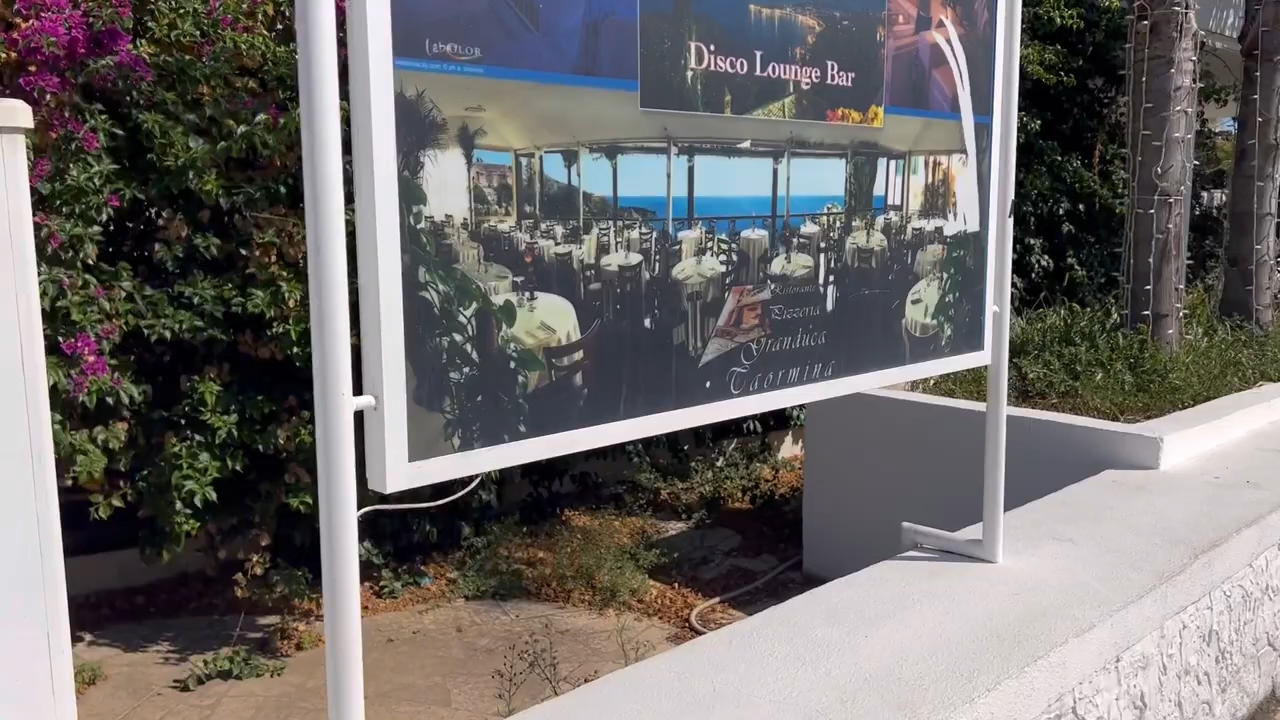 Disco Lounge Bar
Ristorante
Pizzeria
Granduca
Taormina